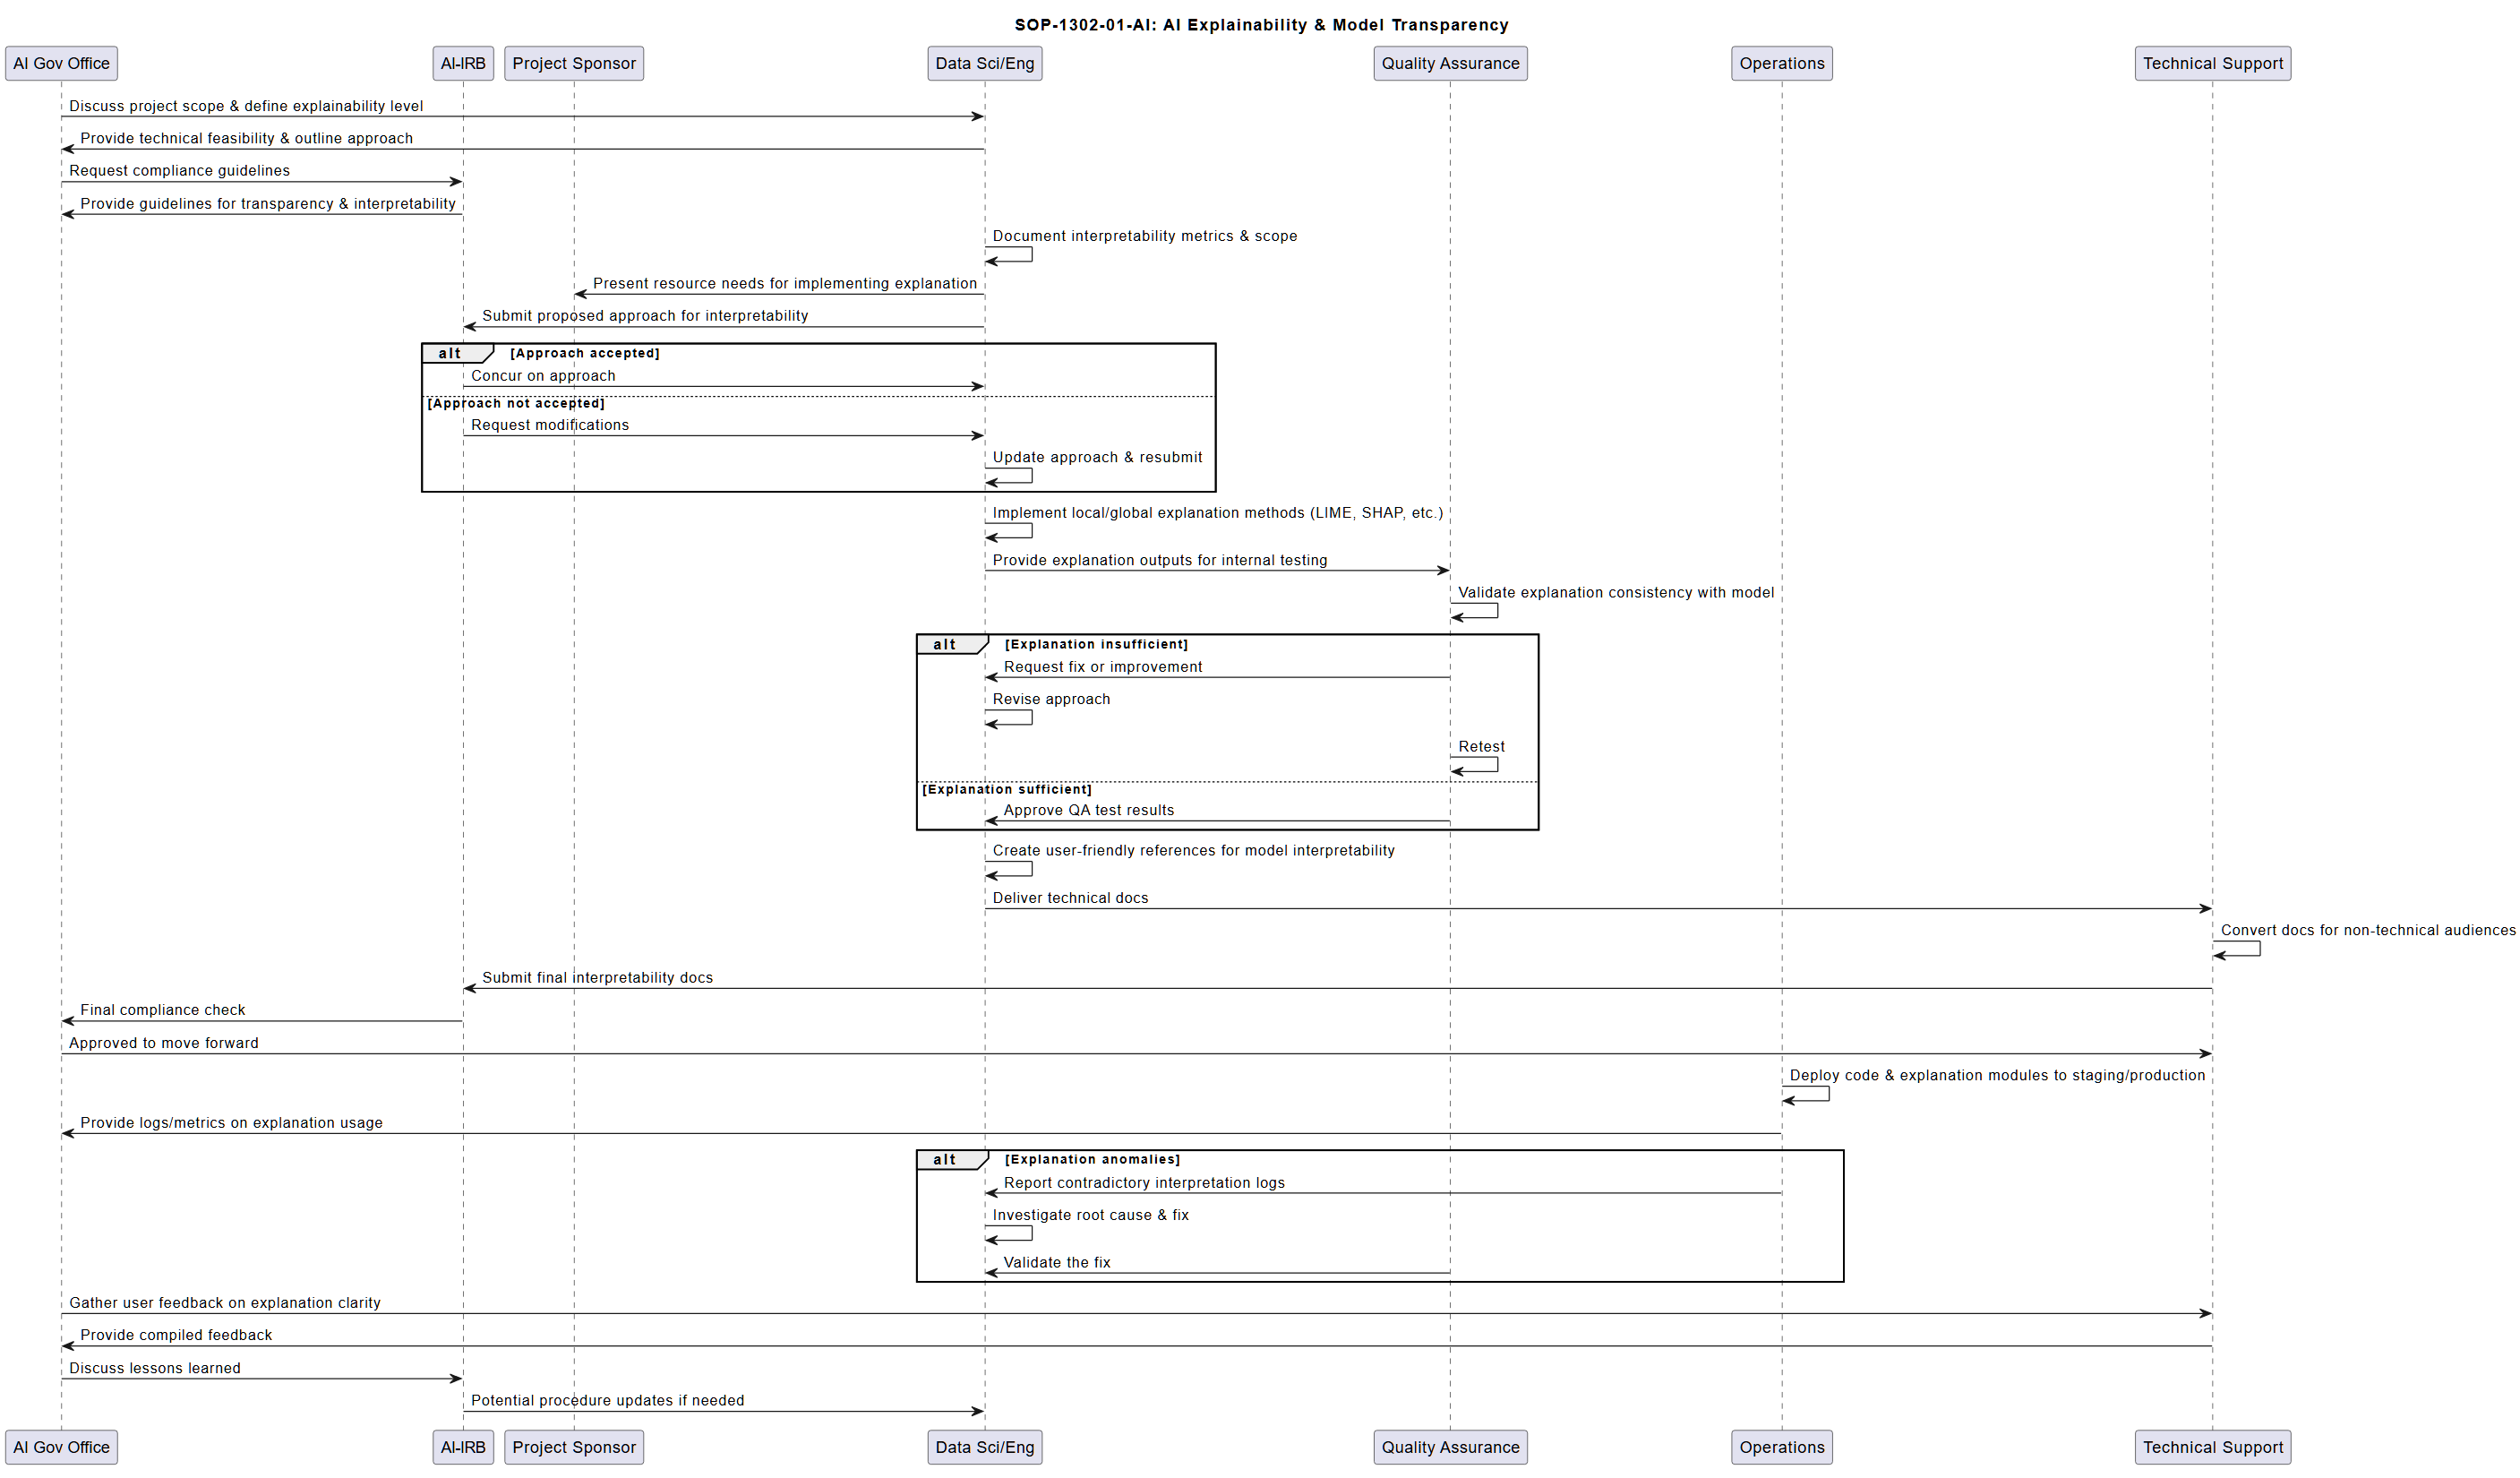 SOP-1302-01-AI: AI Explainability & Model Transparency
AI Gov Office
AI-IRB
Project Sponsor
Data Sci/Eng
Quality Assurance
Operations
Technical Support
Discuss project scope & define explainability level
Provide technical feasibility & outline approach
Request compliance guidelines
Provide guidelines for transparency & interpretability
Document interpretability metrics & scope
Present resource needs for implementing explanation
Submit proposed approach for interpretability
alt
[Approach accepted]
Concur on approach
[Approach not accepted]
Request modifications
Update approach & resubmit
Implement local/global explanation methods (LIME, SHAP, etc.)
Provide explanation outputs for internal testing
Validate explanation consistency with model
alt
[Explanation insufficient]
Request fix or improvement
Revise approach
Retest
[Explanation sufficient]
Approve QA test results
Create user-friendly references for model interpretability
Deliver technical docs
Convert docs for non-technical audiences
Submit final interpretability docs
Final compliance check
Approved to move forward
Deploy code & explanation modules to staging/production
Provide logs/metrics on explanation usage
alt
[Explanation anomalies]
Report contradictory interpretation logs
Investigate root cause & fix
Validate the fix
Gather user feedback on explanation clarity
Provide compiled feedback
Discuss lessons learned
Potential procedure updates if needed
AI Gov Office
AI-IRB
Project Sponsor
Data Sci/Eng
Quality Assurance
Operations
Technical Support